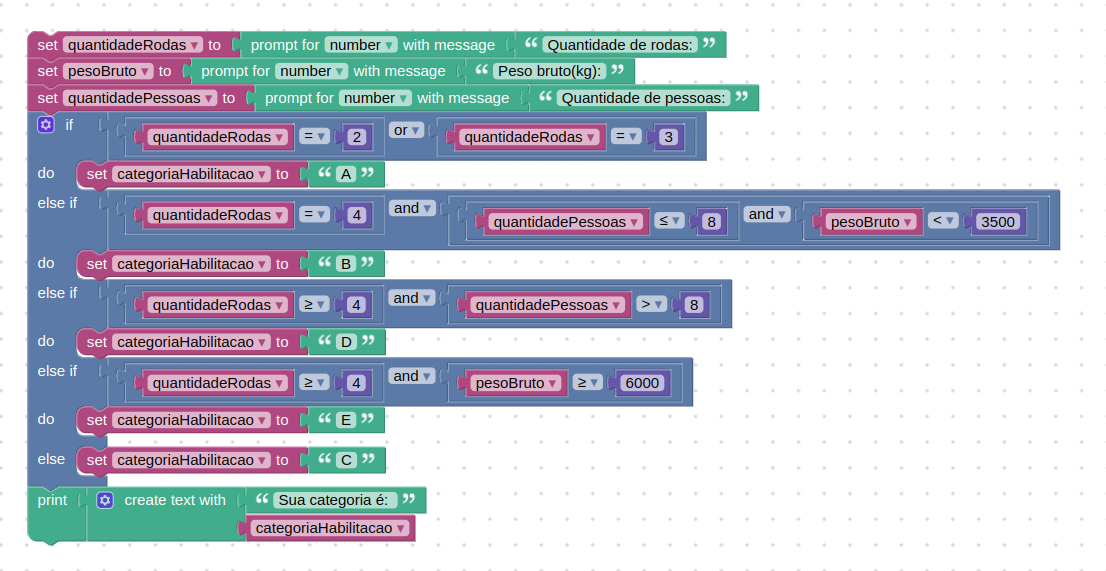 set quantidadeRodas ▾ to prompt for number ▾ with message “ Quantidade de rodas: ”
set pesoBruto ▾ to prompt for number ▾ with message “ Peso bruto(kg): ”
set quantidadePessoas ▾ to prompt for number ▾ with message “ Quantidade de pessoas: ”
if quantidadeRodas ▾ = ▾ 2 or ▾ quantidadeRodas ▾ = ▾ 3
do set categoriaHabilitacao ▾ to “ A ”
else if quantidadeRodas ▾ = ▾ 4 and ▾ quantidadePessoas ▾ ≤ ▾ 8 and ▾ pesoBruto ▾ < ▾ 3500
do set categoriaHabilitacao ▾ to “ B ”
else if quantidadeRodas ▾ ≥ ▾ 4 and ▾ quantidadePessoas ▾ > ▾ 8
do set categoriaHabilitacao ▾ to “ D ”
else if quantidadeRodas ▾ ≥ ▾ 4 and ▾ pesoBruto ▾ ≥ ▾ 6000
do set categoriaHabilitacao ▾ to “ E ”
else set categoriaHabilitacao ▾ to “ C ”
print create text with “ Sua categoria é: ”
categoriaHabilitacao ▾